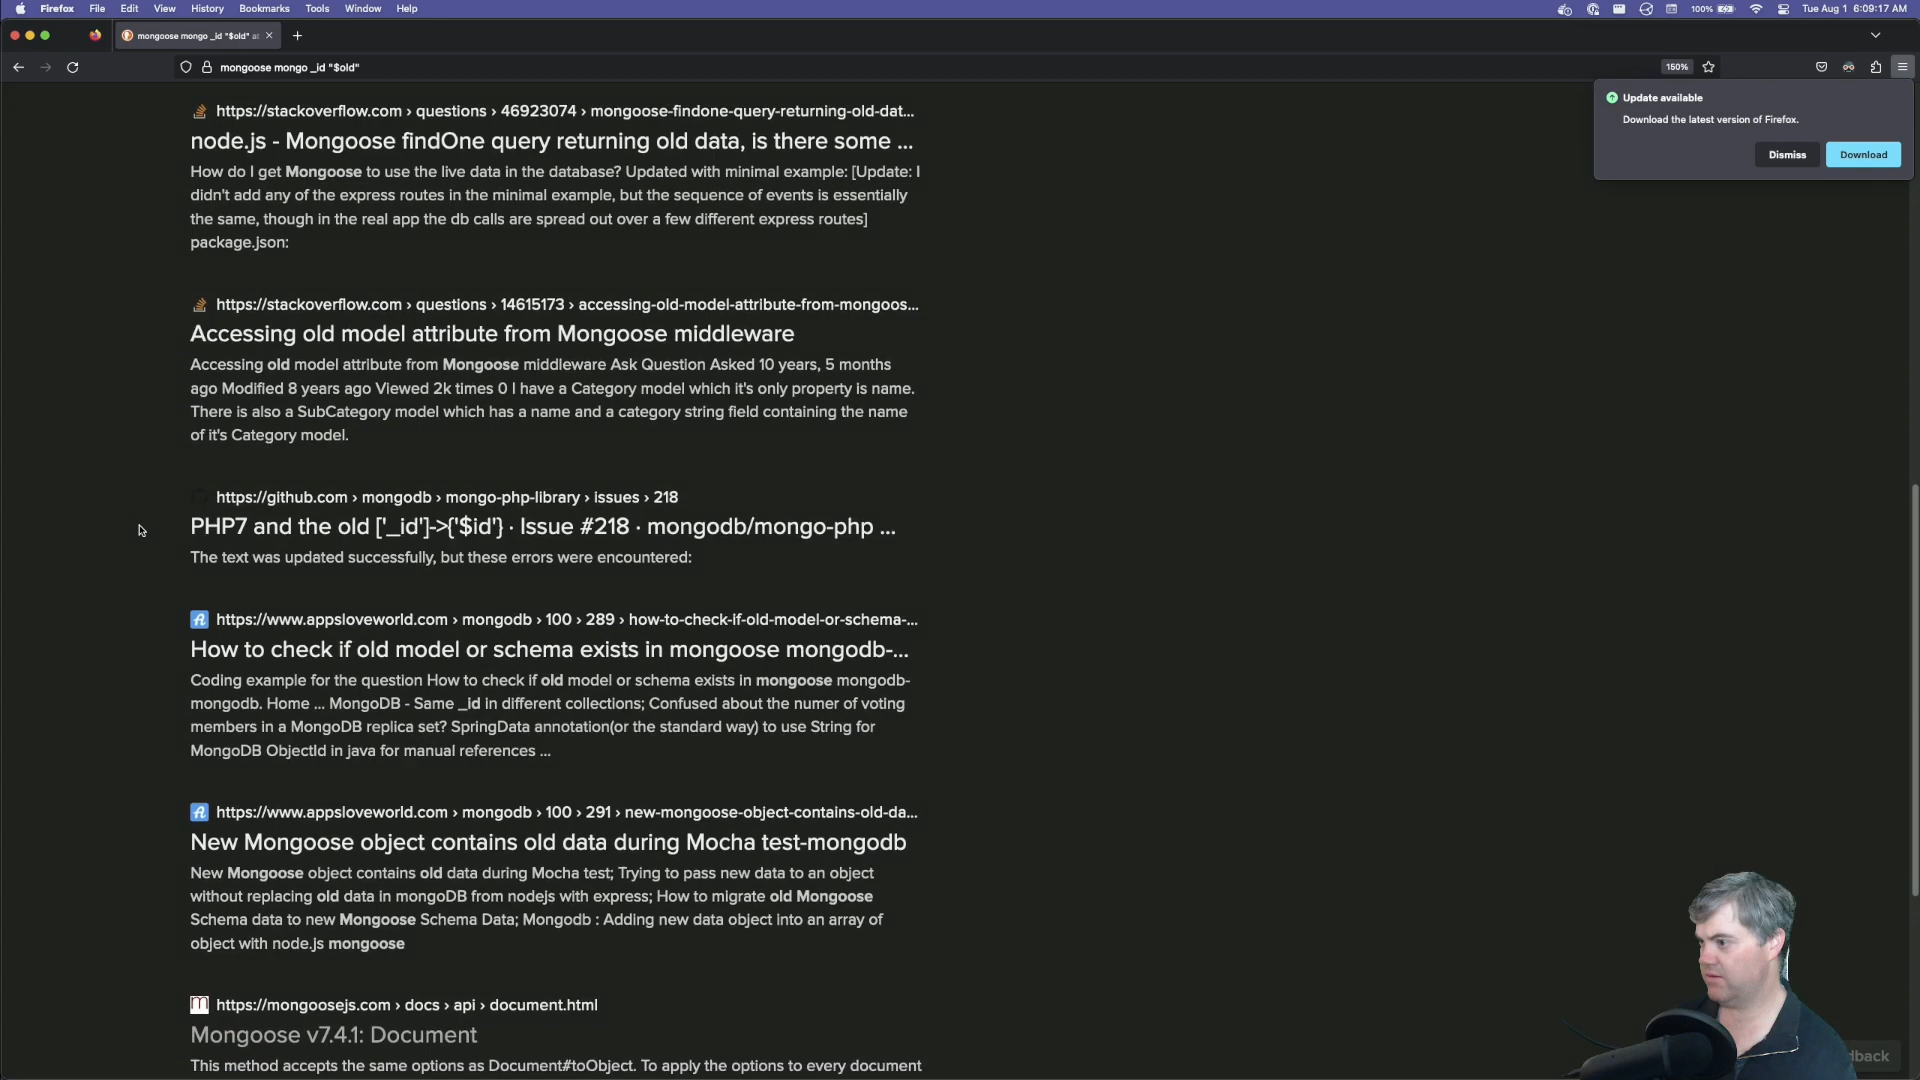 Firefox File Edit View History Bookmarks Tools Window Help 100% Tue Aug 1 6:09:17 AM
mongoose mongo _id "$old" at
mongoose mongo _id "$old" 150%
Update available
Download the latest version of Firefox.
Dismiss Download
https://stackoverflow.com › questions › 46923074 › mongoose-findone-query-returning-old-dat...
node.js - Mongoose findOne query returning old data, is there some ...
How do I get Mongoose to use the live data in the database? Updated with minimal example: [Update: I
didn't add any of the express routes in the minimal example, but the sequence of events is essentially
the same, though in the real app the db calls are spread out over a few different express routes]
package.json:
https://stackoverflow.com › questions › 14615173 › accessing-old-model-attribute-from-mongoos...
Accessing old model attribute from Mongoose middleware
Accessing old model attribute from Mongoose middleware Ask Question Asked 10 years, 5 months
ago Modified 8 years ago Viewed 2k times 0 I have a Category model which it's only property is name.
There is also a SubCategory model which has a name and a category string field containing the name
of it's Category model.
https://github.com › mongodb › mongo-php-library › issues › 218
PHP7 and the old ['_id']->{'$id'} · Issue #218 · mongodb/mongo-php ...
The text was updated successfully, but these errors were encountered:
https://www.appsloveworld.com › mongodb › 100 › 289 › how-to-check-if-old-model-or-schema-...
How to check if old model or schema exists in mongoose mongodb-...
Coding example for the question How to check if old model or schema exists in mongoose mongodb-
mongodb. Home ... MongoDB - Same _id in different collections; Confused about the numer of voting
members in a MongoDB replica set? SpringData annotation(or the standard way) to use String for
MongoDB ObjectId in java for manual references ...
https://www.appsloveworld.com › mongodb › 100 › 291 › new-mongoose-object-contains-old-da...
New Mongoose object contains old data during Mocha test-mongodb
New Mongoose object contains old data during Mocha test; Trying to pass new data to an object
without replacing old data in mongoDB from nodejs with express; How to migrate old Mongoose
Schema data to new Mongoose Schema Data; Mongodb : Adding new data object into an array of
object with node.js mongoose
https://mongoosejs.com › docs › api › document.html
Mongoose v7.4.1: Document
This method accepts the same options as Document#toObject. To apply the options to every document